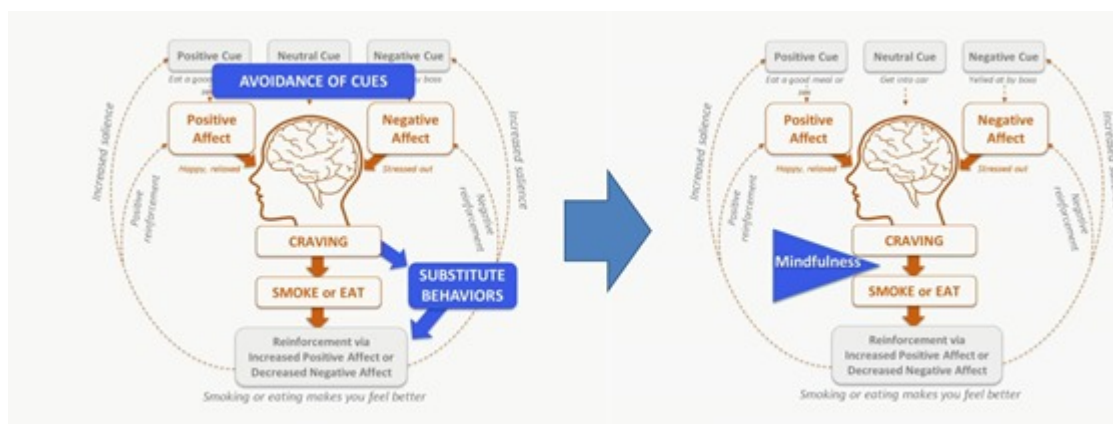 Positive Cue
Neutral Cue
Negative Cue
Eat a good
AVOIDANCE OF CUES
boss
Positive
Affect
Negative
Affect
Happy, relaxed
Stressed out
Increased salience
Increased salience
Positive
reinforcement
Negative
reinforcement
CRAVING
SUBSTITUTE
BEHAVIORS
SMOKE or EAT
Reinforcement via
Increased Positive Affect or
Decreased Negative Affect
Smoking or eating makes you feel better
Positive Cue
Neutral Cue
Negative Cue
Eat a good meal or
sex
Get into car
Yelled at by boss
Positive
Affect
Negative
Affect
Happy, relaxed
Stressed out
Increased salience
Increased
Positive
reinforcement
Negative
reinforcement
CRAVING
Mindfulness
SMOKE or EAT
Reinforcement via
Increased Positive Affect or
Decreased Negative Affect
Smoking or eating makes you feel better